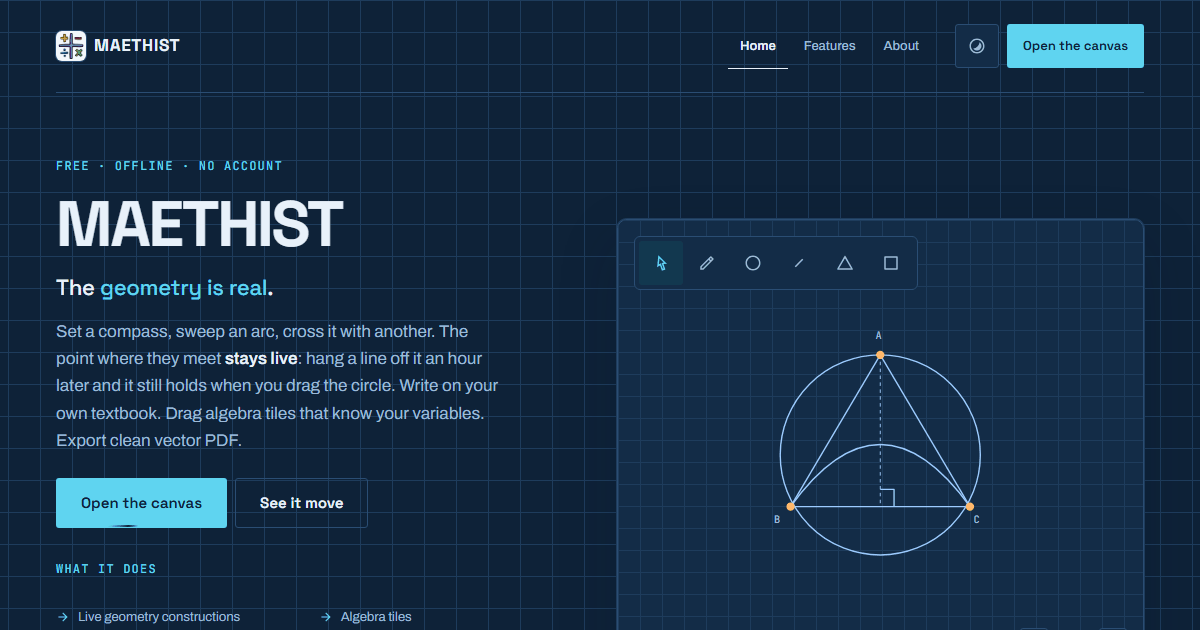 MAETHIST
Home
Features
About
Open the canvas
FREE · OFFLINE · NO ACCOUNT
MAETHIST
The geometry is real.
Set a compass, sweep an arc, cross it with another. The
point where they meet stays live: hang a line off it an hour
later and it still holds when you drag the circle. Write on your
own textbook. Drag algebra tiles that know your variables.
Export clean vector PDF.
Open the canvas
See it move
WHAT IT DOES
→ Live geometry constructions
→ Algebra tiles
A
B
C